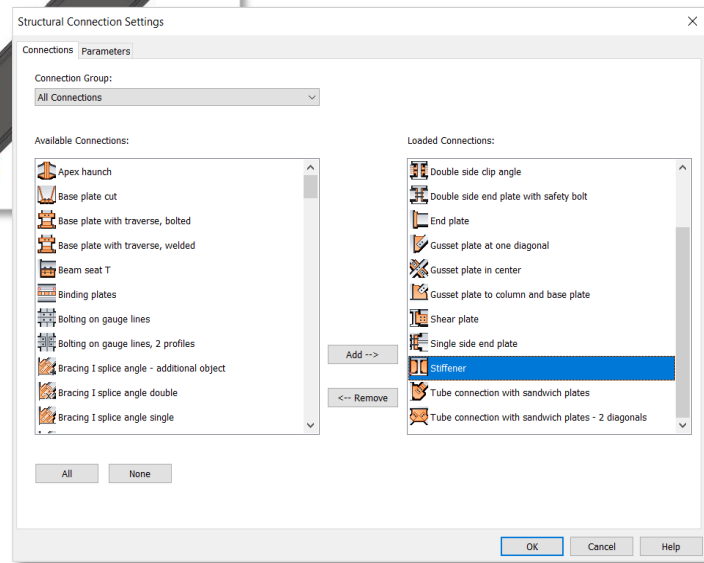 Structural Connection Settings
Connections
Parameters
Connection Group:
All Connections
Available Connections:
Apex haunch
Base plate cut
Base plate with traverse, bolted
Base plate with traverse, welded
Beam seat T
Binding plates
Bolting on gauge lines
Bolting on gauge lines, 2 profiles
Bracing I splice angle - additional object
Bracing I splice angle double
Bracing I splice angle single
Add -->
<-- Remove
Loaded Connections:
Double side clip angle
Double side end plate with safety bolt
End plate
Gusset plate at one diagonal
Gusset plate in center
Gusset plate to column and base plate
Shear plate
Single side end plate
Stiffener
Tube connection with sandwich plates
Tube connection with sandwich plates - 2 diagonals
All
None
OK
Cancel
Help